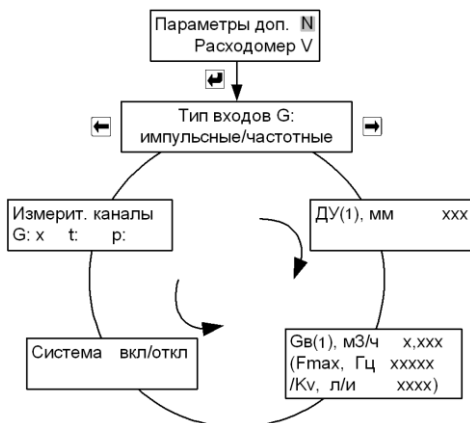 Параметры доп. N
Расходомер V
Тип входов G:
импульсные/частотные
Измерит. каналы
G: x t: p:
ДУ(1), мм xxx
Система вкл/откл
Gв(1), м3/ч x,xxx
(Fmax, Гц xxxxx
/Kv, л/и xxxx)